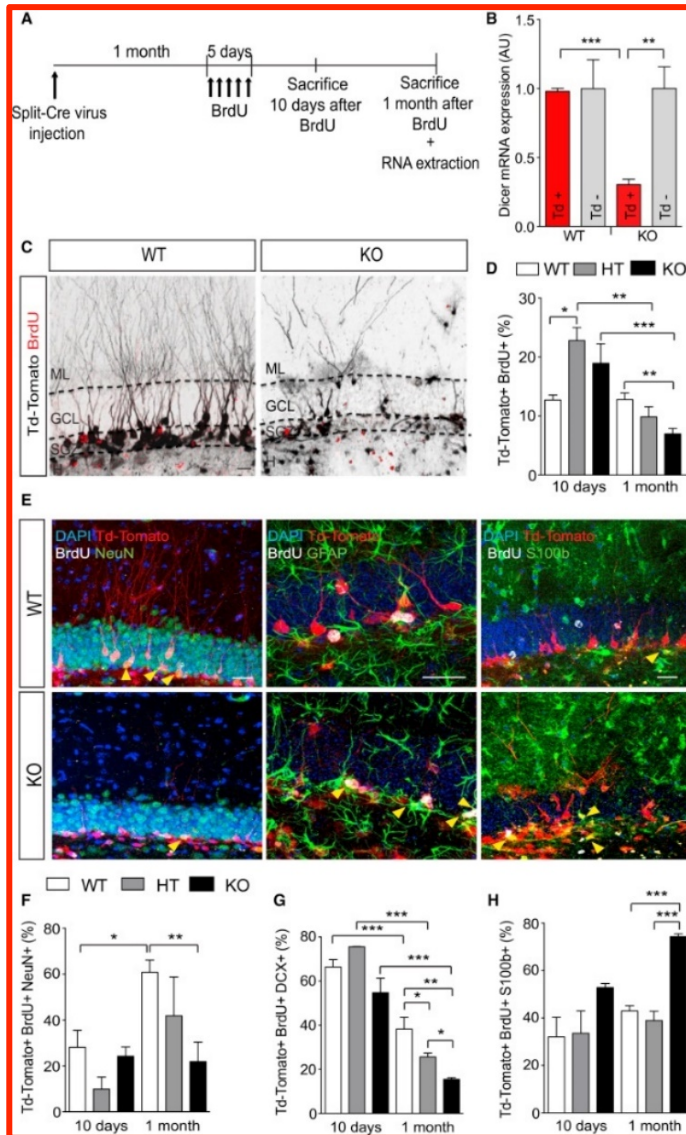 A
1 month
5 days
Split-Cre virus
injection
BrdU
Sacrifice
10 days after
BrdU
Sacrifice
1 month after
BrdU
+
RNA extraction
B
Dicer mRNA expression (AU)
1.5
1.0
0.5
0.0
***
**
Td +
Td -
Td +
Td -
WT
KO
C
WT
KO
Td-Tomato BrdU
ML
GCL
SGZ
H
ML
GCL
SGZ
H
D
WT
HT
KO
Td-Tomato+ BrdU+ (%)
30
20
10
0
*
**
***
**
10 days
1 month
E
WT
KO
DAPI Td-Tomato
BrdU NeuN
DAPI Td-Tomato
BrdU GFAP
DAPI Td-Tomato
BrdU S100b
WT
HT
KO
F
Td-Tomato+ BrdU+ NeuN+ (%)
80
60
40
20
0
*
**
10 days
1 month
G
Td-Tomato+ BrdU+ DCX+ (%)
80
60
40
20
0
***
***
***
**
*
*
10 days
1 month
H
Td-Tomato+ BrdU+ S100b+ (%)
80
60
40
20
0
***
***
10 days
1 month